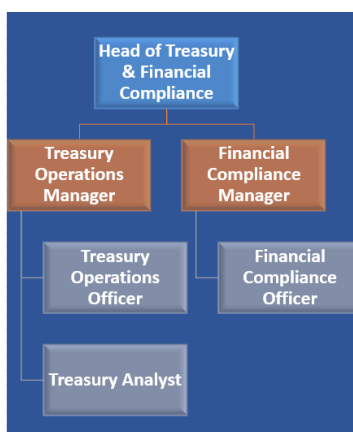 Head of Treasury
& Financial
Compliance
Treasury
Operations
Manager
Financial
Compliance
Manager
Treasury
Operations
Officer
Financial
Compliance
Officer
Treasury Analyst